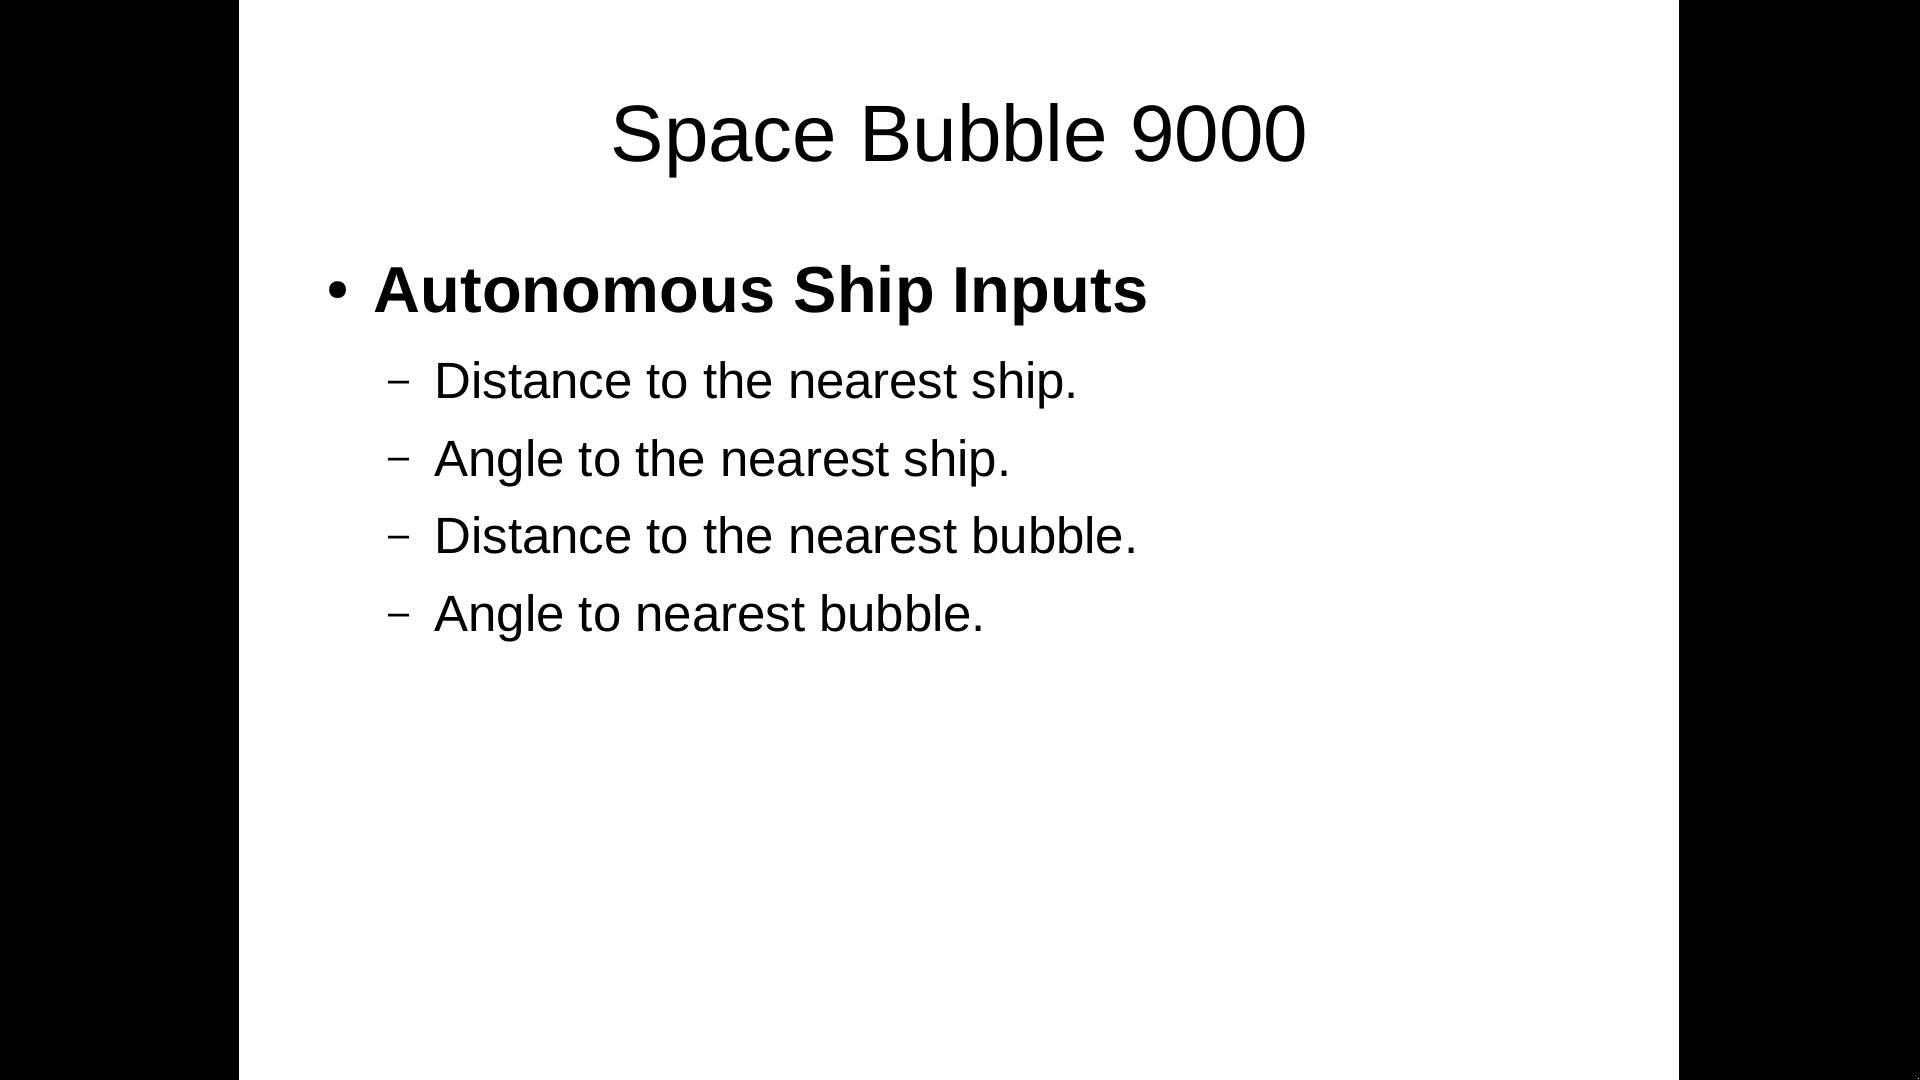 Space Bubble 9000
• Autonomous Ship Inputs
– Distance to the nearest ship.
– Angle to the nearest ship.
– Distance to the nearest bubble.
– Angle to nearest bubble.